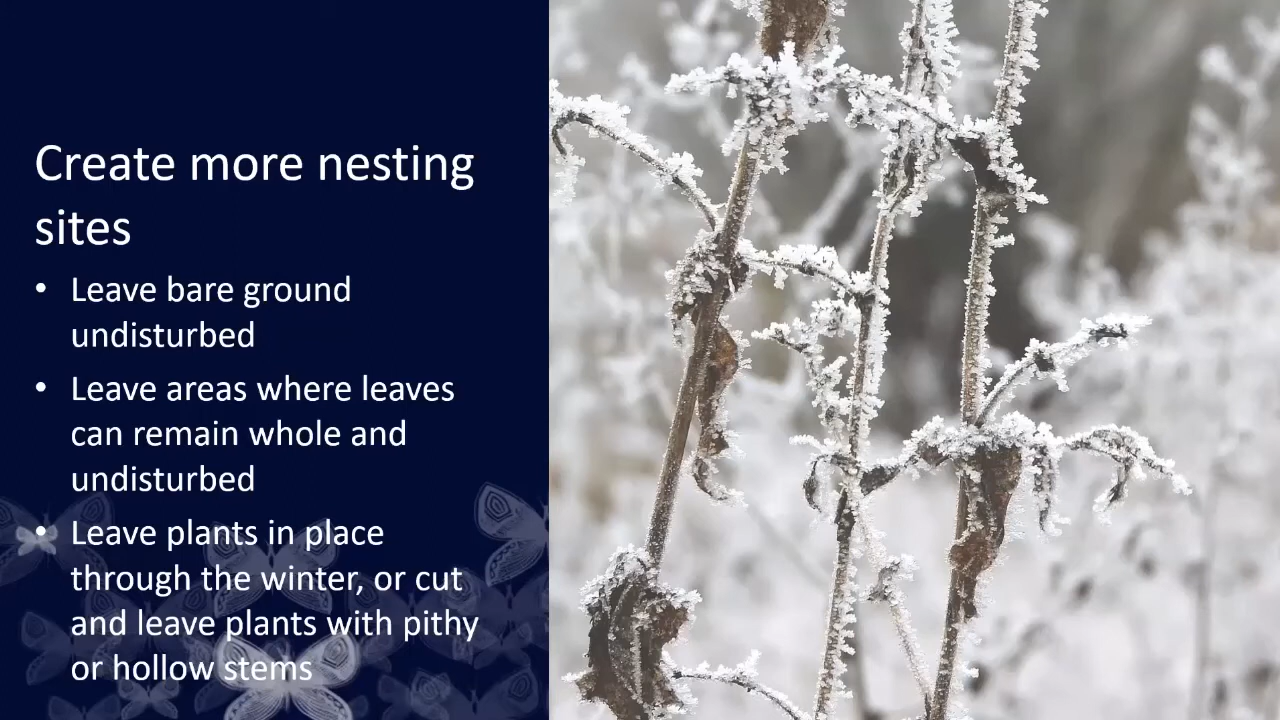 Create more nesting
sites
• Leave bare ground
undisturbed
• Leave areas where leaves
can remain whole and
undisturbed
• Leave plants in place
through the winter, or cut
and leave plants with pithy
or hollow stems